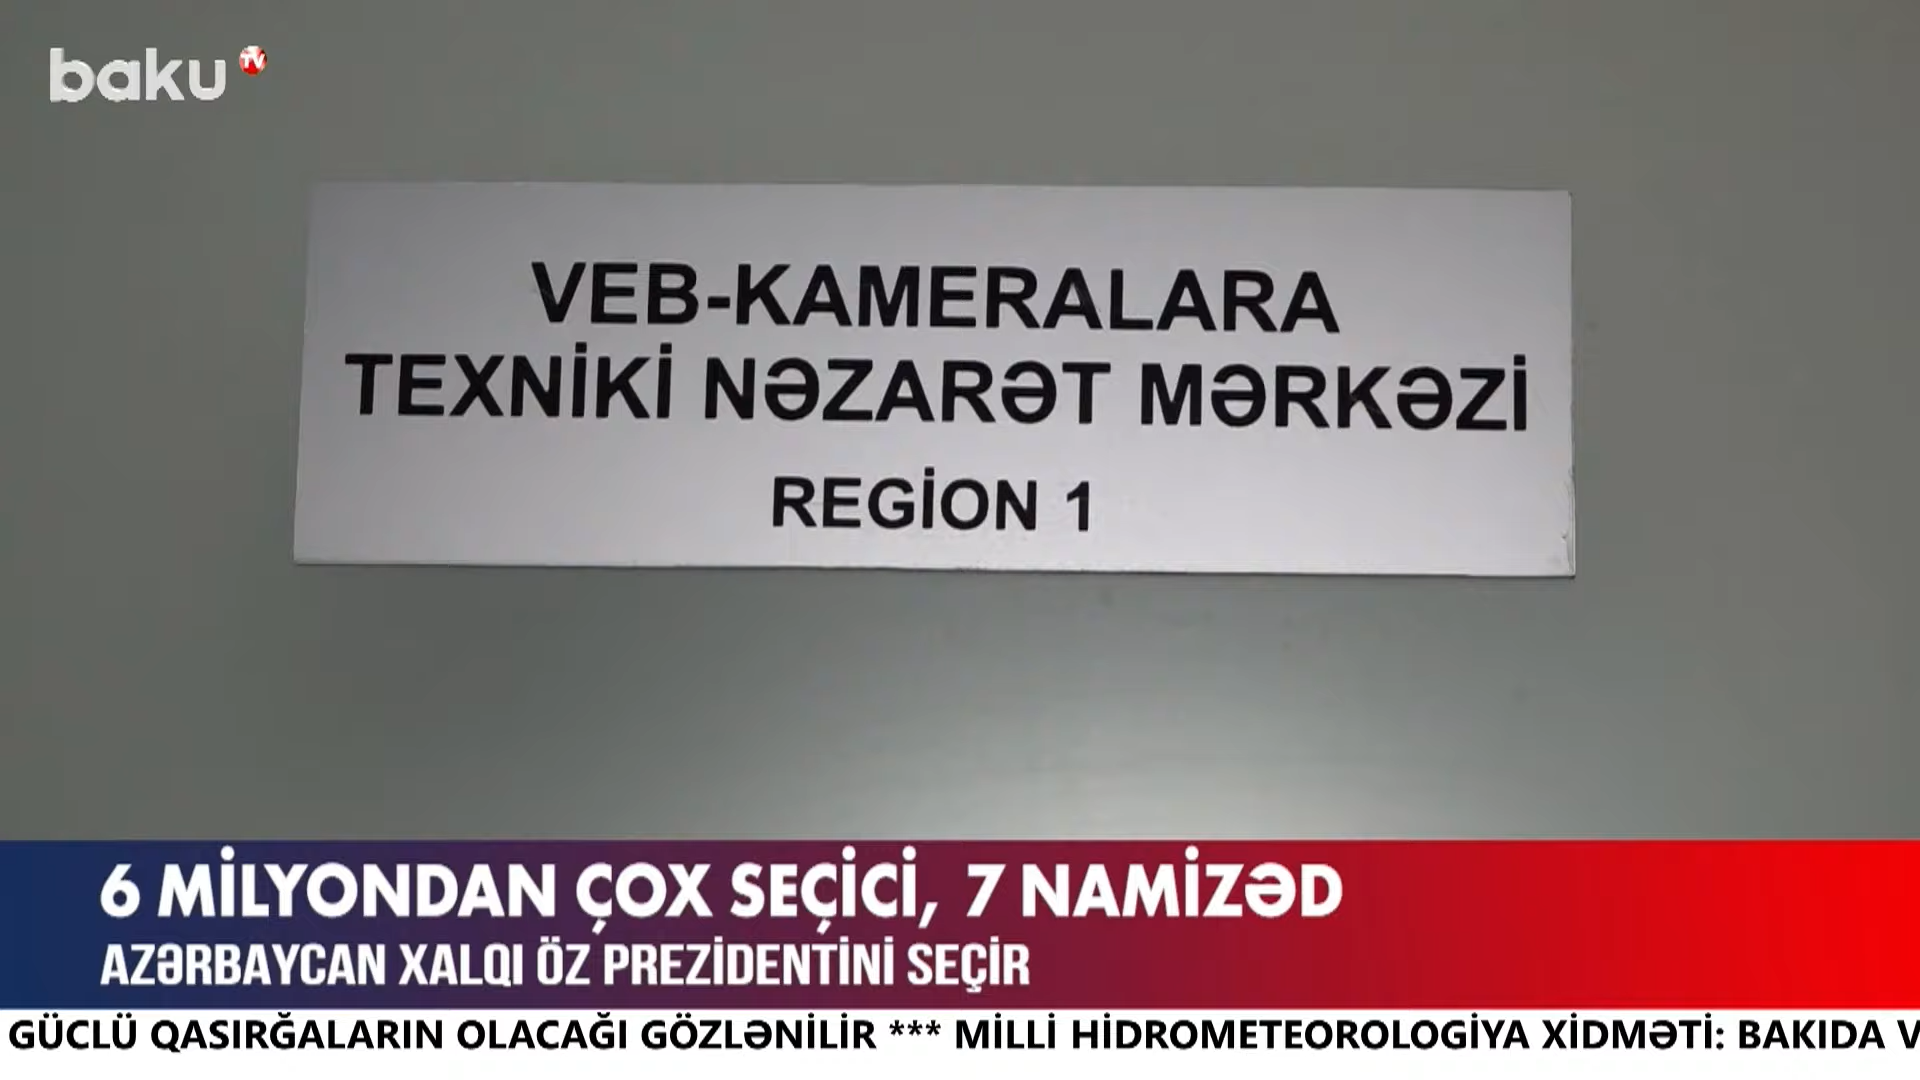 baku TV
VEB-KAMERALARA
TEXNİKİ NƏZARƏT MƏRKƏZİ
REGİON 1
6 MİLYONDAN ÇOX SEÇİCİ, 7 NAMİZƏD
AZƏRBAYCAN XALQI ÖZ PREZİDENTİNİ SEÇİR
GÜCLÜ QASIRĞALARIN OLACAĞI GÖZLƏNİLİR *** MİLLİ HİDROMETEOROLOGİYA XİDMƏTİ: BAKIDA V